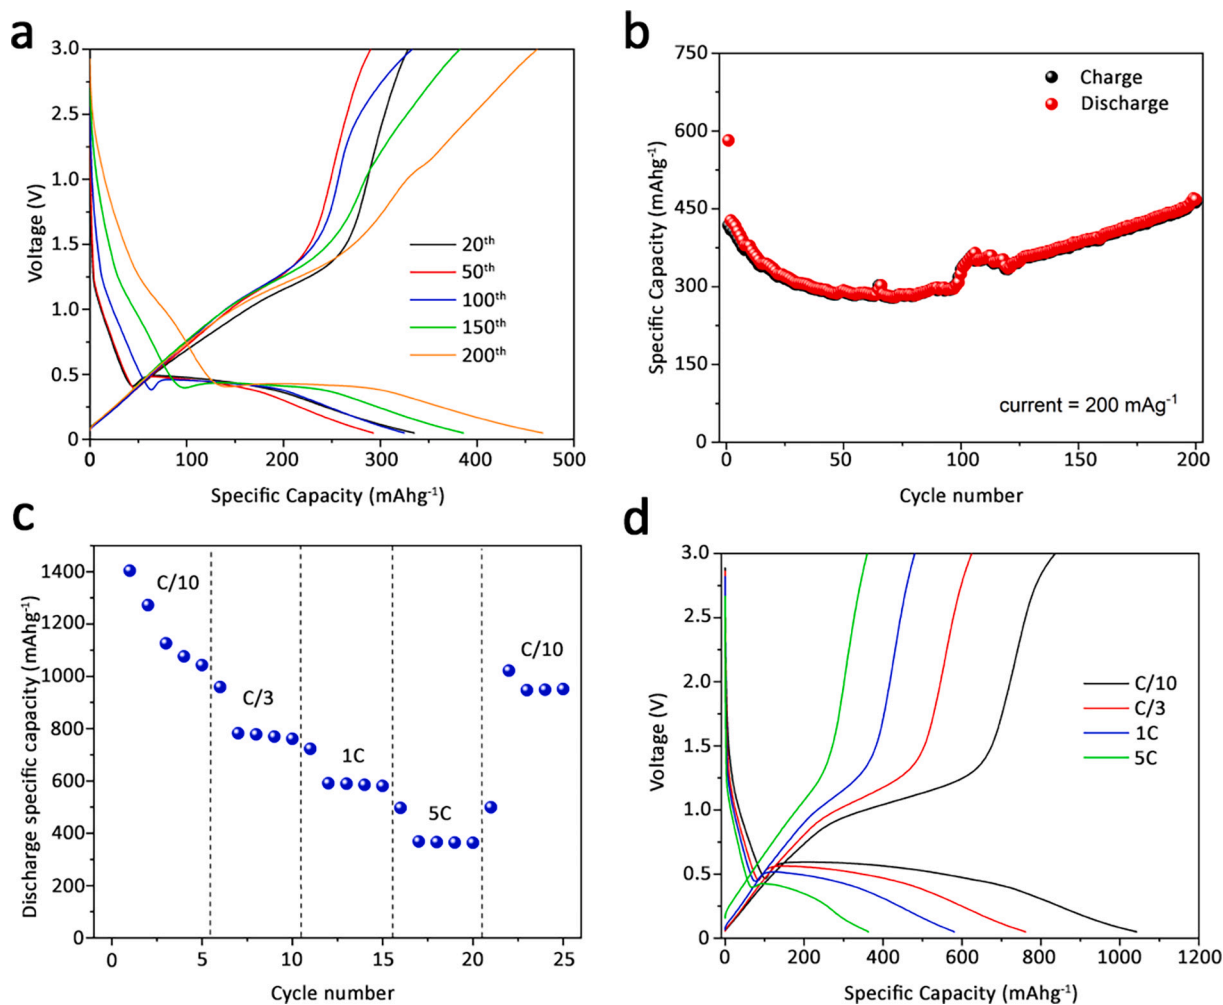 a
3.0
2.5
1.0
1.5
1.0
0.5
0
Voltage (V)
20th
50th
100th
150th
200th
0 100 200 300 400 500
Specific Capacity (mAhg-1)
b
750
600
450
300
150
0
Specific Capacity (mAhg-1)
Charge
Discharge
current = 200 mAg-1
0 50 100 150 200
Cycle number
c
1400
1200
1000
800
600
400
200
0
Discharge specific capacity (mAhg-1)
C/10
C/3
1C
5C
C/10
0 5 10 15 20 25
Cycle number
d
3.0
2.5
2.0
1.5
1.0
0.5
0
Voltage (V)
C/10
C/3
1C
5C
0 200 400 600 800 1000 1200
Specific Capacity (mAhg-1)